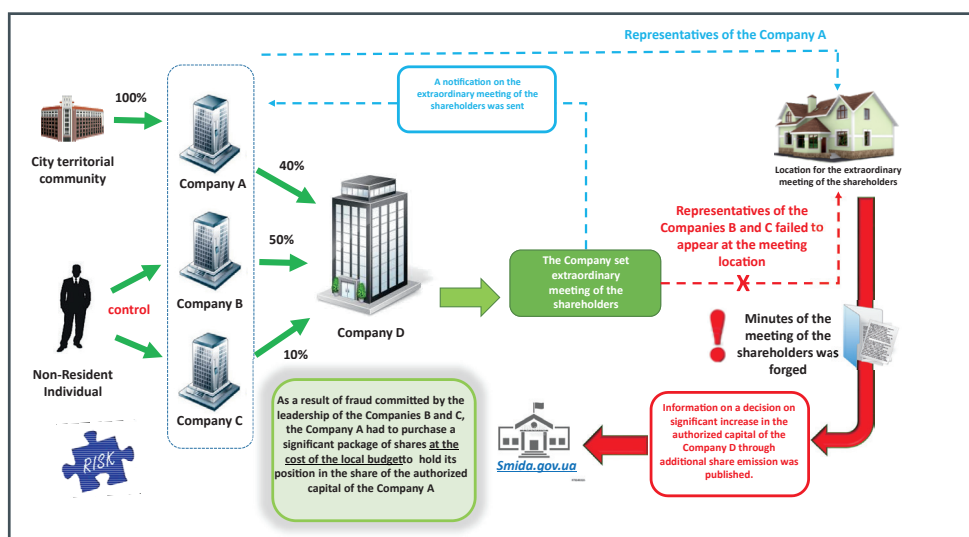 Representatives of the Company A
A notification on the
extraordinary meeting of the
shareholders was sent
100%
City territorial
community
Company A
40%
Location for the extraordinary
meeting of the shareholders
Representatives of the
Companies B and C failed to
appear at the meeting
location
X
50%
The Company set
extraordinary
meeting of the
shareholders
control
Company B
Company D
Minutes of the
meeting of the
shareholders was
forged
10%
Non-Resident
Individual
Company C
RISK
As a result of fraud committed by the
leadership of the Companies B and C,
the Company A had to purchase a
significant package of shares at the
cost of the local budgetto hold its
position in the share of the authorized
capital of the Company A
Smida.gov.ua
Information on a decision on
significant increase in the
authorized capital of the
Company D through
additional share emission was
published.